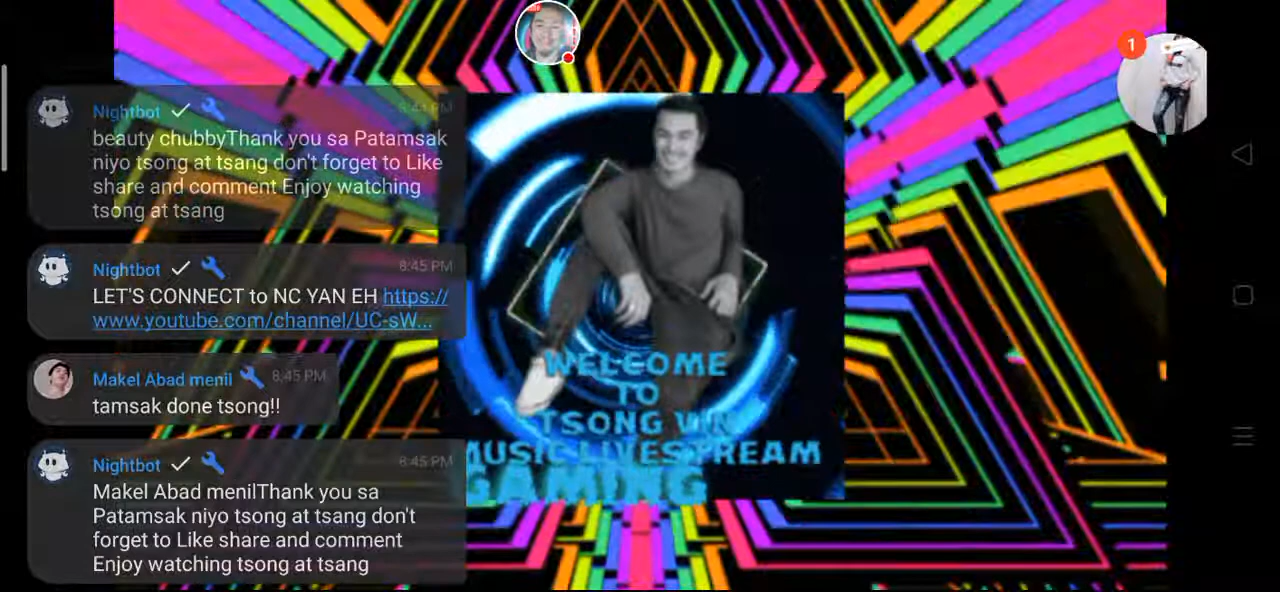 1
Nightbot 8:44 PM
beauty chubbyThank you sa Patamsak
niyo tsong at tsang don't forget to Like
share and comment Enjoy watching
tsong at tsang
Nightbot 8:45 PM
LET'S CONNECT to NC YAN EH https://
www.youtube.com/channel/UC-sW...
Makel Abad menil 8:45 PM
tamsak done tsong!!
Nightbot 8:45 PM
Makel Abad menilThank you sa
Patamsak niyo tsong at tsang don't
forget to Like share and comment
Enjoy watching tsong at tsang
WELCOME
TO
TSONG
MUSIC LIVESTREAM
GAMING